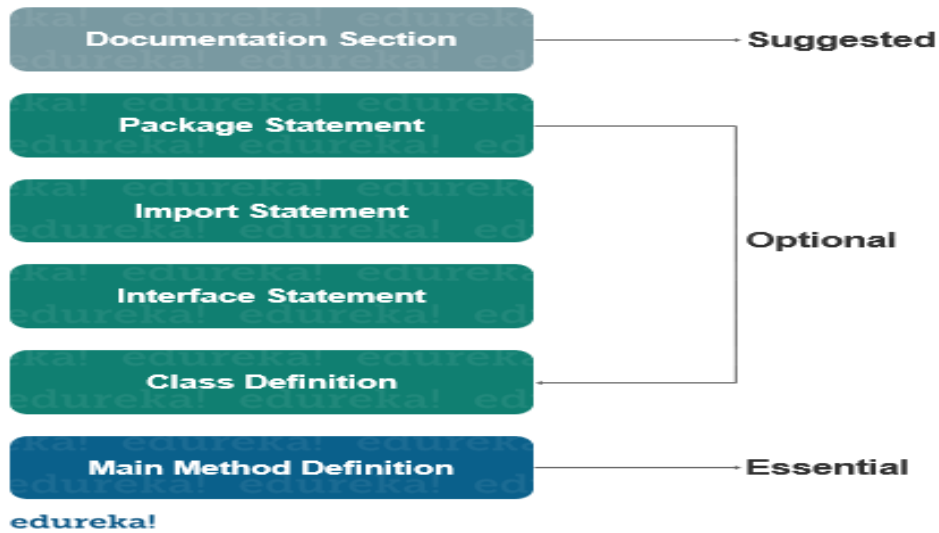 Documentation Section
Suggested
Package Statement
Import Statement
Optional
Interface Statement
Class Definition
Main Method Definition
Essential
edureka!